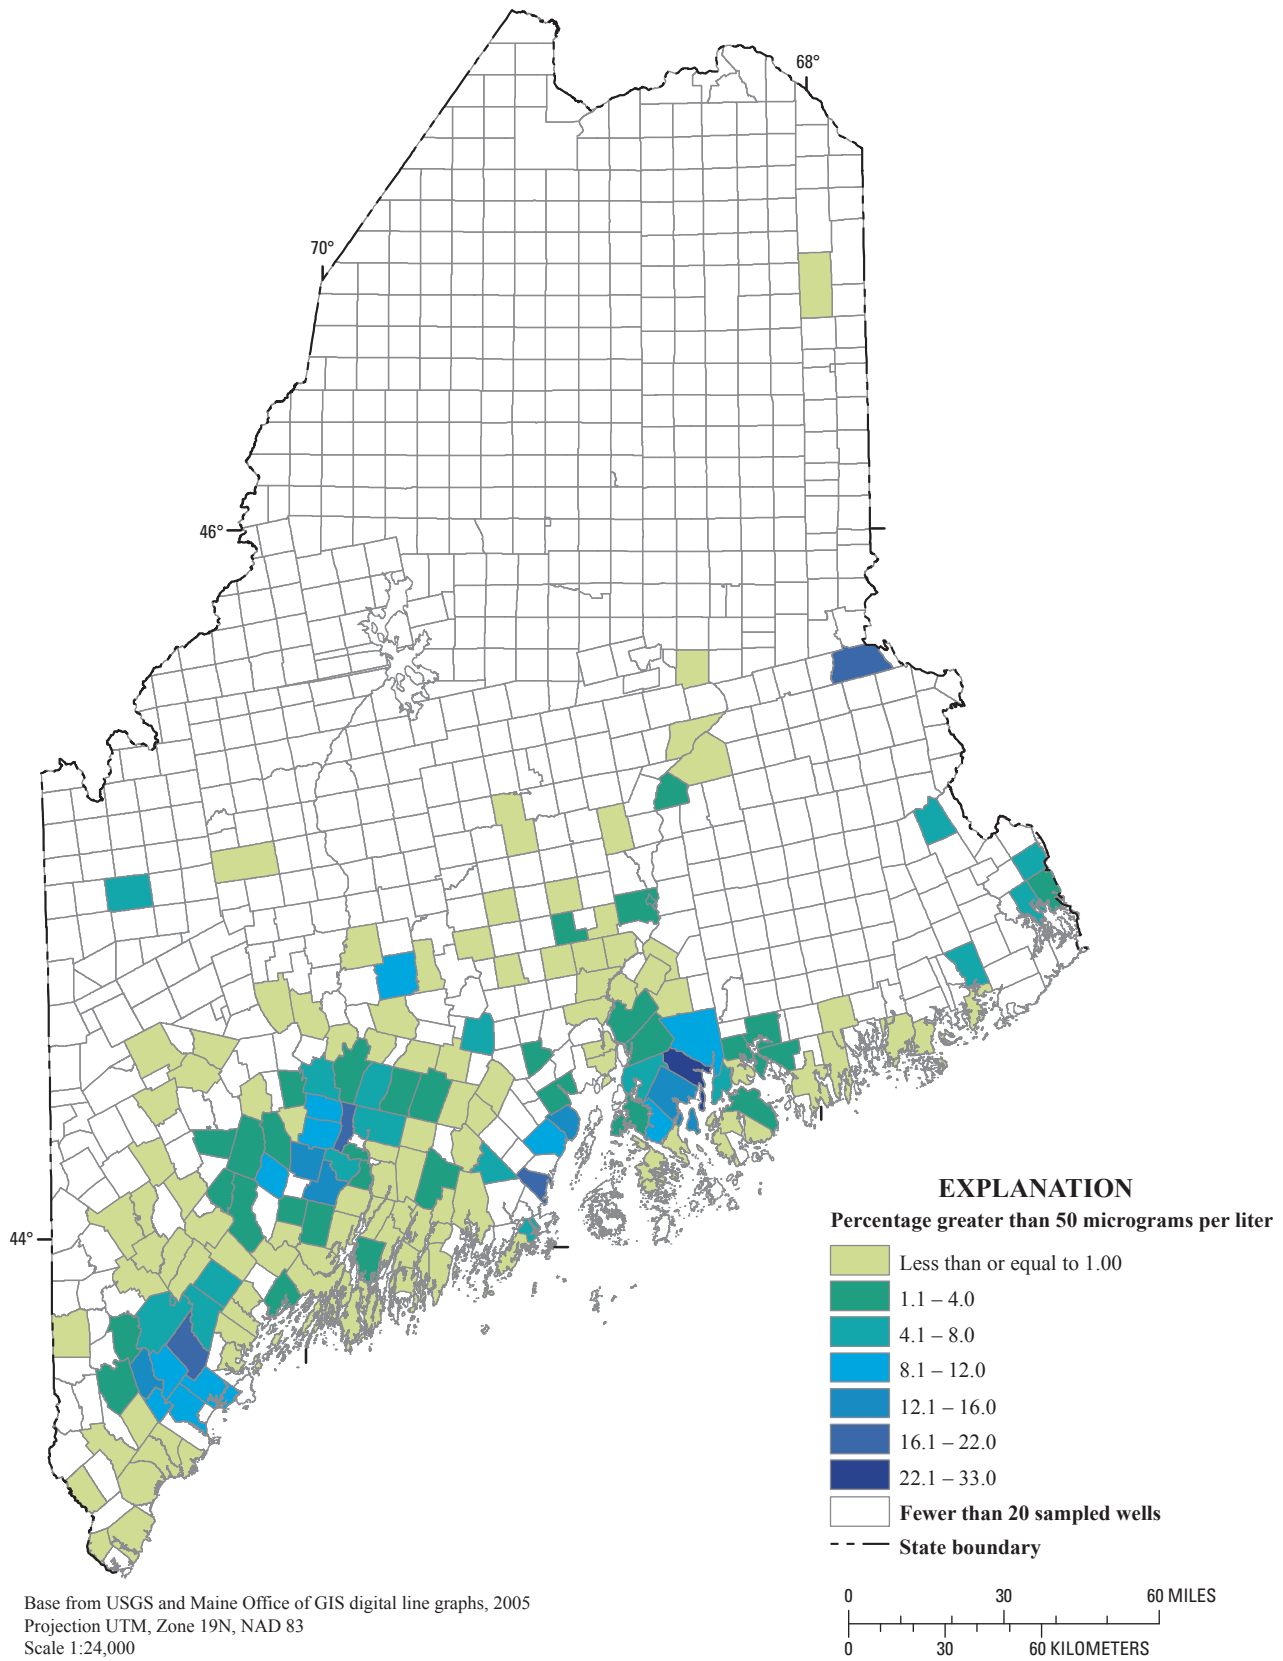 68°
70°
46°
44°
EXPLANATION
Percentage greater than 50 micrograms per liter
Less than or equal to 1.00
1.1 – 4.0
4.1 – 8.0
8.1 – 12.0
12.1 – 16.0
16.1 – 22.0
22.1 – 33.0
Fewer than 20 sampled wells
State boundary
Base from USGS and Maine Office of GIS digital line graphs, 2005
Projection UTM, Zone 19N, NAD 83
Scale 1:24,000
0 30 60 MILES
0 30 60 KILOMETERS